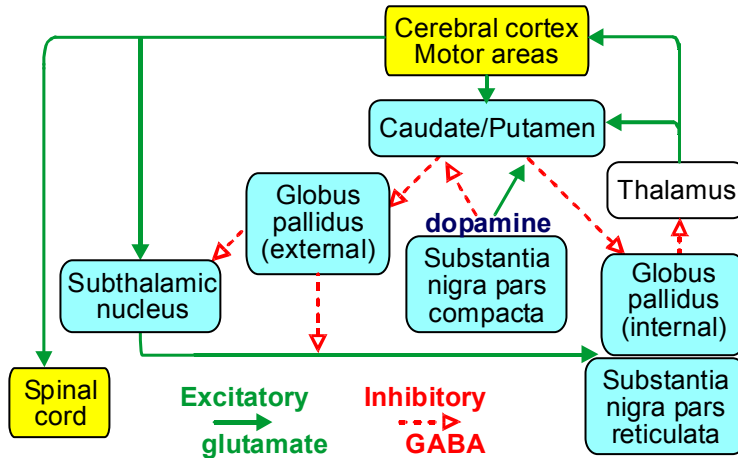 Cerebral cortex
Motor areas
Caudate/Putamen
Thalamus
Globus
pallidus
(external)
dopamine
Substantia
nigra pars
compacta
Subthalamic
nucleus
Globus
pallidus
(internal)
Substantia
nigra pars
reticulata
Spinal
cord
Excitatory
glutamate
Inhibitory
GABA